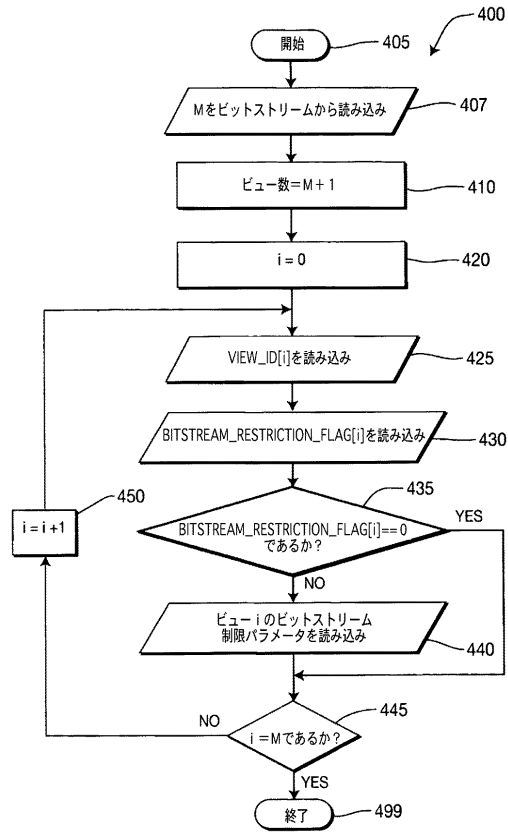 400
開始
405
Mをビットストリームから読み込み
407
ビュー数=M+1
410
i=0
420
VIEW_ID[i]を読み込み
425
BITSTREAM_RESTRICTION_FLAG[i]を読み込み
430
435
BITSTREAM_RESTRICTION_FLAG[i]==0
であるか?
YES
NO
450
i=i+1
ビューiのビットストリーム
制限パラメータを読み込み
440
445
i=Mであるか?
NO
YES
終了
499